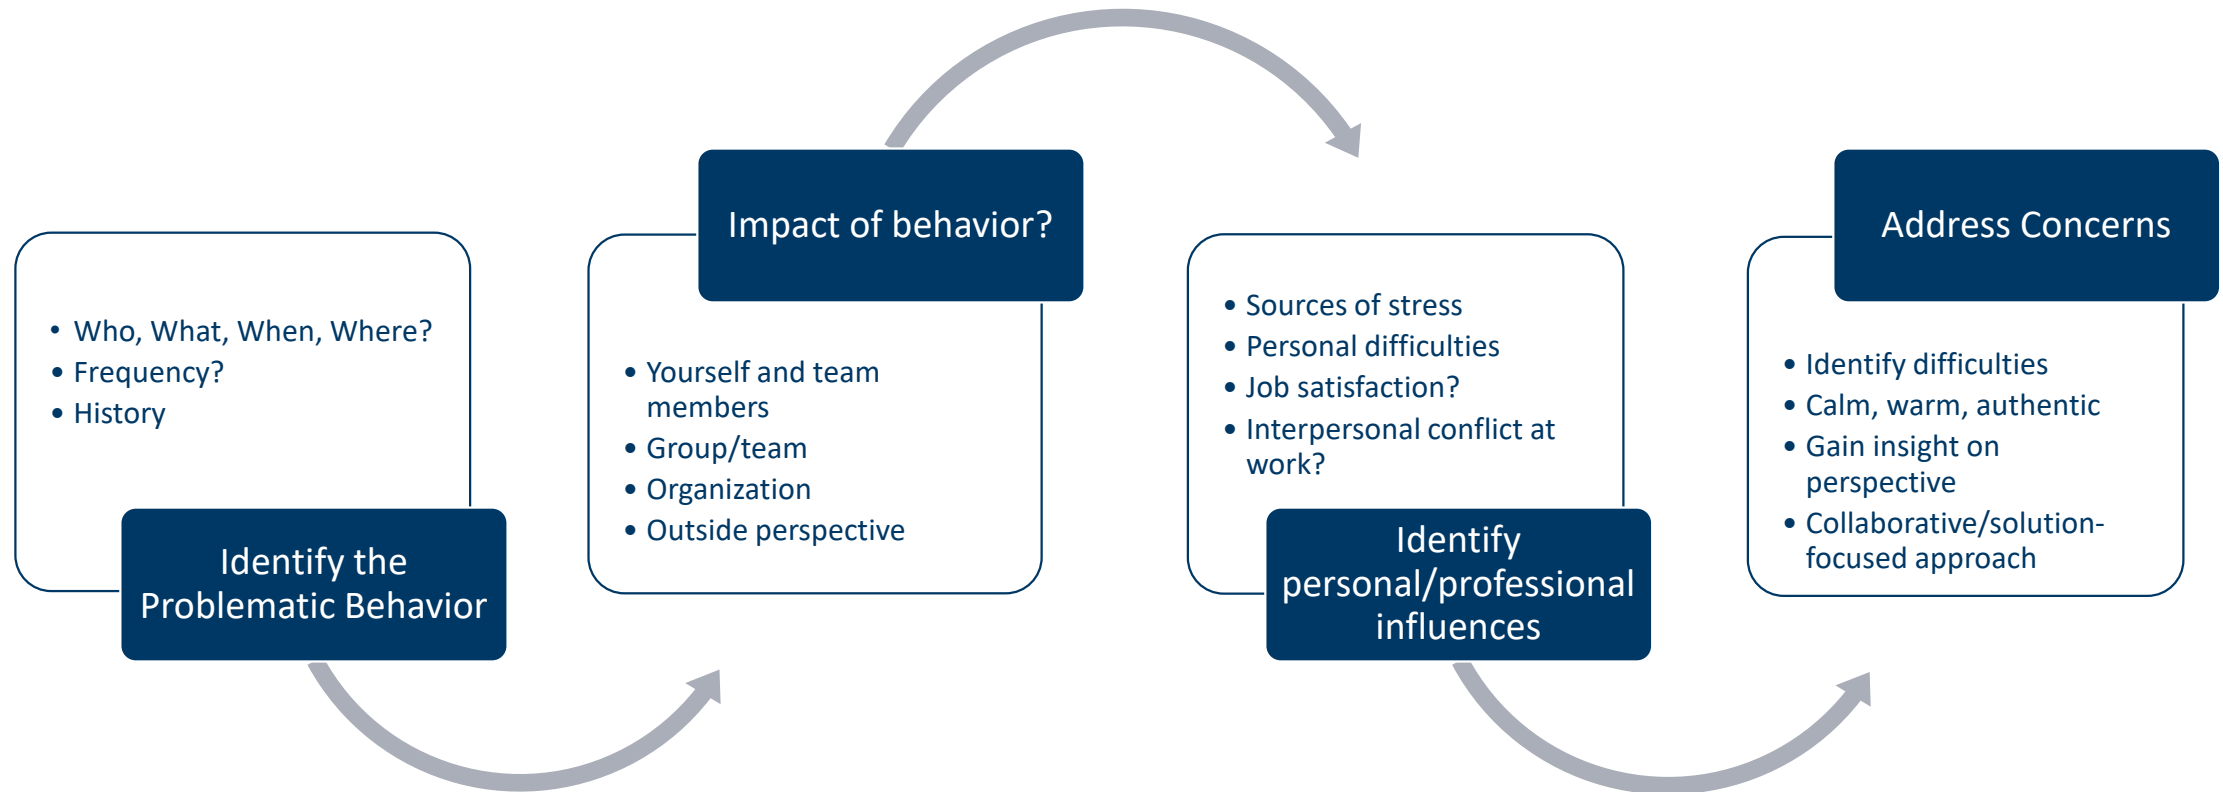 • Who, What, When, Where?
• Frequency?
• History
Identify the
Problematic Behavior
Impact of behavior?
• Yourself and team
members
• Group/team
• Organization
• Outside perspective
• Sources of stress
• Personal difficulties
• Job satisfaction?
• Interpersonal conflict at
work?
Identify
personal/professional
influences
Address Concerns
• Identify difficulties
• Calm, warm, authentic
• Gain insight on
perspective
• Collaborative/solution-
focused approach